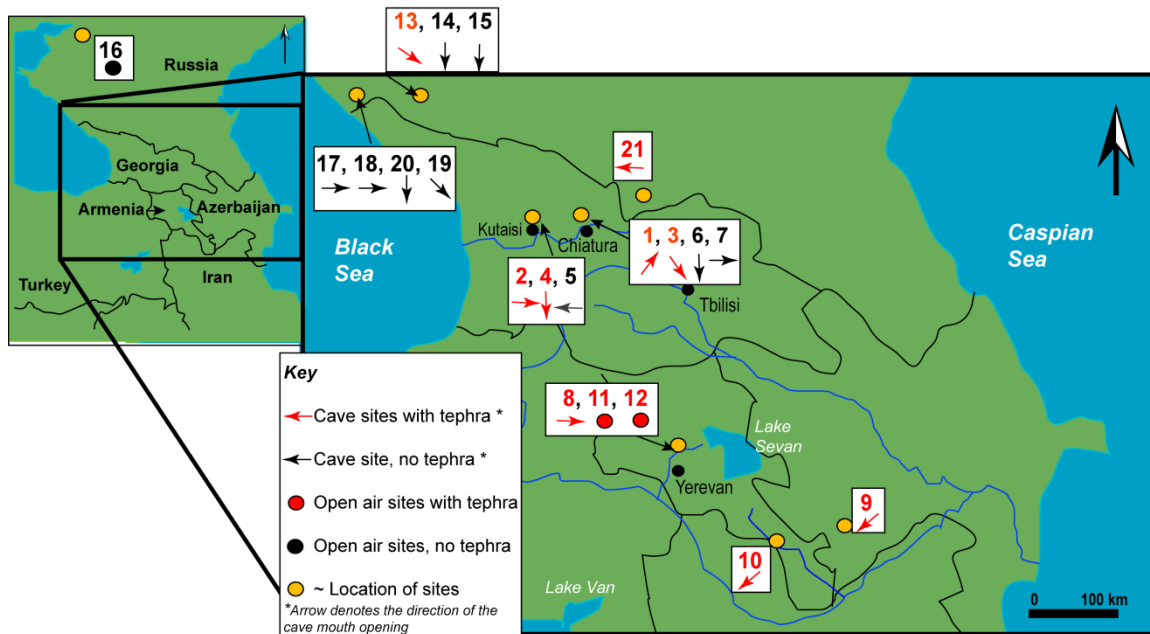 16
Russia
Georgia
Armenia
Azerbaijan
Iran
Turkey
13, 14, 15
17, 18, 20, 19
21
Kutaisi
Chiatura
1, 3, 6, 7
2, 4, 5
Tbilisi
Black
Sea
Caspian
Sea
8, 11, 12
Lake
Sevan
Yerevan
9
10
Lake Van
100 km
0
Key
Cave sites with tephra *
Cave site, no tephra *
Open air sites with tephra
Open air sites, no tephra
~ Location of sites
*Arrow denotes the direction of the
cave mouth opening